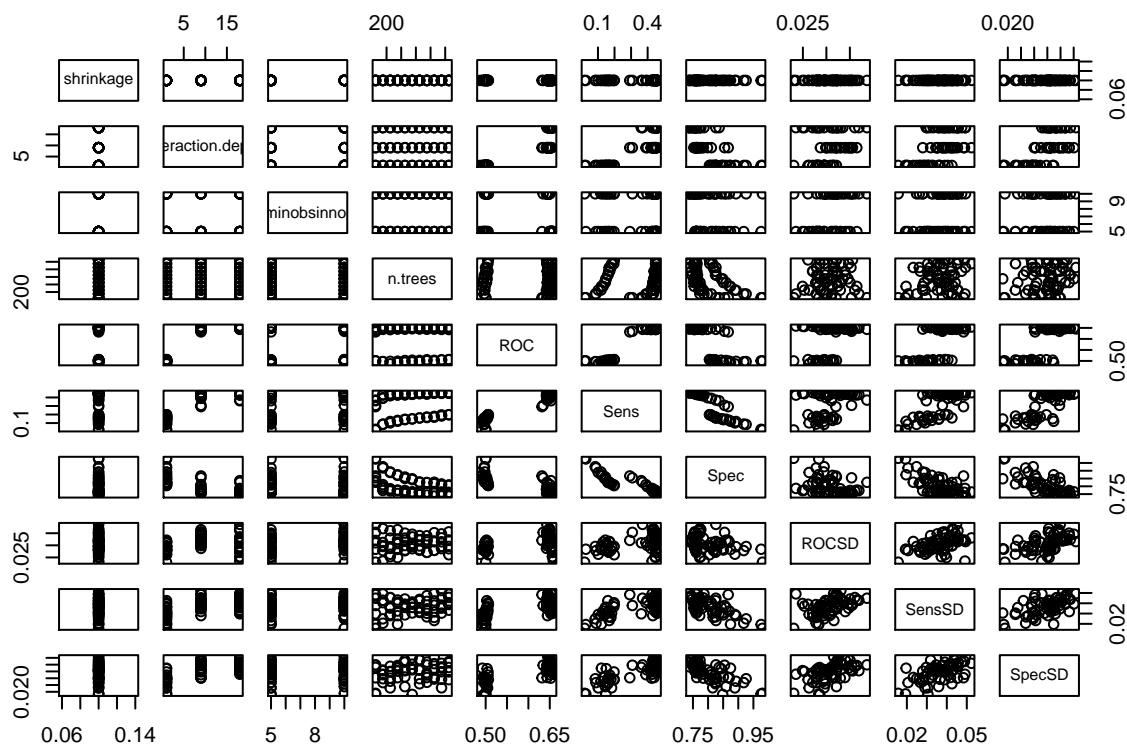 5 15 200 0.1 0.4 0.025 0.020
shrinkage 0.06
5 eraction.dep
minobsinno 5 9
200 n.trees
ROC 0.50
0.1 Sens
Spec 0.75
0.025 ROCSD
SensSD 0.02
0.020 SpecSD
0.06 0.14 5 8 0.50 0.65 0.75 0.95 0.02 0.05